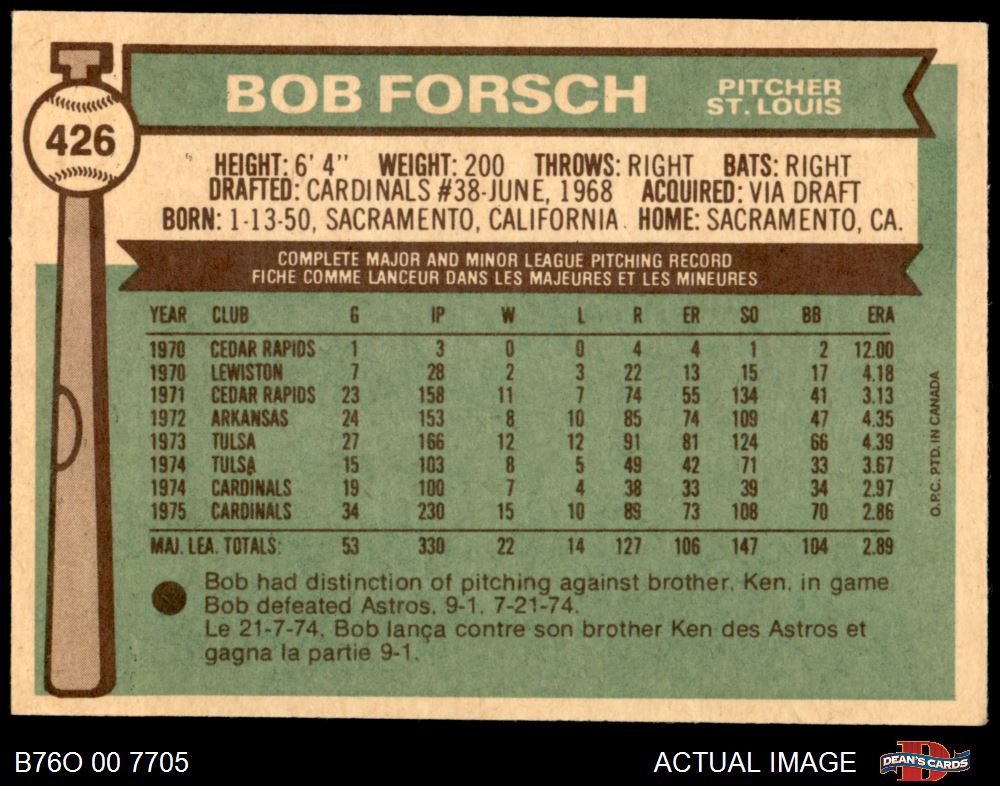 BOB FORSCH
PITCHER
ST. LOUIS
426
HEIGHT: 6' 4" WEIGHT: 200 THROWS: RIGHT BATS: RIGHT
DRAFTED: CARDINALS #38-JUNE, 1968 ACQUIRED: VIA DRAFT
BORN: 1-13-50, SACRAMENTO, CALIFORNIA. HOME: SACRAMENTO, CA.
COMPLETE MAJOR AND MINOR LEAGUE PITCHING RECORD
FICHE COMME LANCEUR DANS LES MAJEURES ET LES MINEURES
YEAR CLUB G IP W L R ER SO BB ERA
1970 CEDAR RAPIDS 1 3 0 0 4 4 1 2 12.00
1970 LEWISTON 7 28 2 3 22 13 15 17 4.18
1971 CEDAR RAPIDS 23 158 11 7 74 55 134 41 3.13
1972 ARKANSAS 24 153 8 10 85 74 109 47 4.35
1973 TULSA 27 166 12 12 91 81 124 66 4.39
1974 TULSA 15 103 8 5 49 42 71 33 3.67
1974 CARDINALS 19 100 7 4 38 33 39 34 2.97
1975 CARDINALS 34 230 15 10 89 73 108 70 2.86
MAJ. LEA. TOTALS: 53 330 22 14 127 106 147 104 2.89
Bob had distinction of pitching against brother, Ken, in game
Bob defeated Astros, 9-1, 7-21-74.
Le 21-7-74, Bob lança contre son brother Ken des Astros et
gagna la partie 9-1.
O.P.C. PTD. IN CANADA
B76O 00 7705
ACTUAL IMAGE
DEAN'S CARDS